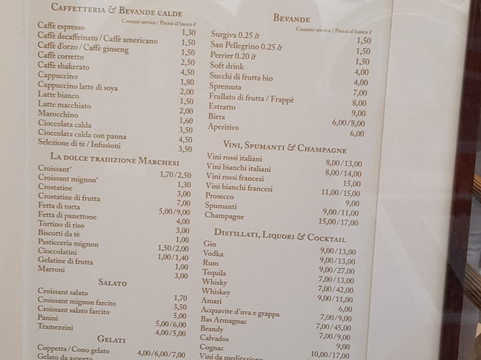 CAFFETTERIA & BEVANDE CALDE
Caffè espresso 1,30
Caffè decaffeinato / Caffè americano 1,50
Caffè d'orzo / Caffè ginseng 1,50
Caffè corretto 2,50
Caffè shakerato 4,50
Cappuccino 1,80
Cappuccino latte di soya 2,00
Latte bianco 1,50
Latte macchiato 2,00
Marocchino 1,60
Cioccolata calda 3,50
Cioccolata calda con panna 4,50
Selezione di tè / Infusioni 3,50
LA DOLCE TRADIZIONE MARCHESI
Croissant* 1,70/2,50
Croissant mignon* 1,30
Crostatine 3,00
Crostata di frutta 7,00
Fetta di torta 5,00/9,00
Fetta di panettone 4,00
Tortino di riso 3,00
Biscotti da tè 1,00
Pasticceria mignon 1,50/2,00
Cioccolatini 1,00/1,40
Gelatine di frutta 1,00
Marroni 3,00
SALATO
Croissant salato 1,70
Croissant mignon farcito 3,50
Croissant salato farcito 5,00
Panini 5,00/6,00
Tramezzini 4,00/5,00
GELATI
Coppetta / Cono gelato 4,00/6,00/7,00
Gelato da asporto
BEVANDE
Surgiva 0.25 lt 1,50
San Pellegrino 0.25 lt 1,50
Perrier 0.20 lt 1,50
Soft drink 4,00
Succhi di frutta bio 4,00
Spremuta 7,00
Frullato di frutta / Frappè 8,00
Estratto 9,00
Birra 6,00/8,00
Aperitivo 6,00
VINI, SPUMANTI & CHAMPAGNE
Vini rossi italiani 8,00/13,00
Vini bianchi italiani 8,00/14,00
Vini rossi francesi 15,00
Vini bianchi francesi 11,00/15,00
Prosecco 9,00
Spumanti 9,00/11,00
Champagne 15,00/17,00
DISTILLATI, LIQUORI & COCKTAIL
Gin 9,00/13,00
Vodka 9,00/13,00
Rum 9,00/27,00
Tequila 7,00/13,00
Whisky 7,00/42,00
Whiskey 9,00/11,00
Amari 6,00
Acquavite d'uva e grappa 7,00/9,00
Bas Armagnac 7,00/45,00
Brandy 7,00/9,00
Calvados 9,00
Cognac 10,00/17,00
Vini da meditazione